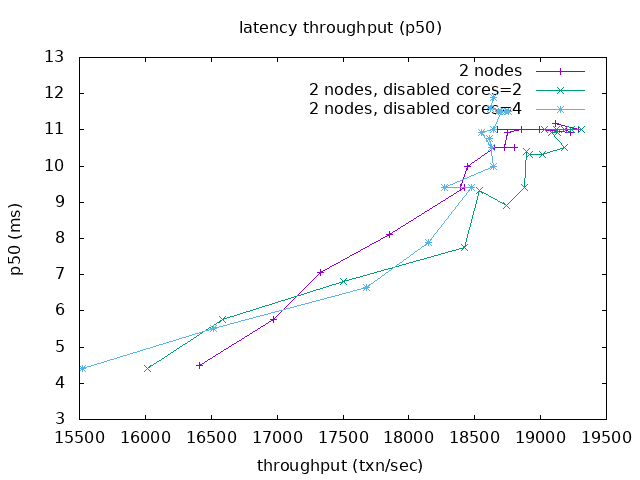 latency throughput (p50)
13
12
11
10
9
8
7
6
5
4
3
p50 (ms)
2 nodes
2 nodes, disabled cores=2
2 nodes, disabled cores=4
15500 16000 16500 17000 17500 18000 18500 19000 19500
throughput (txn/sec)